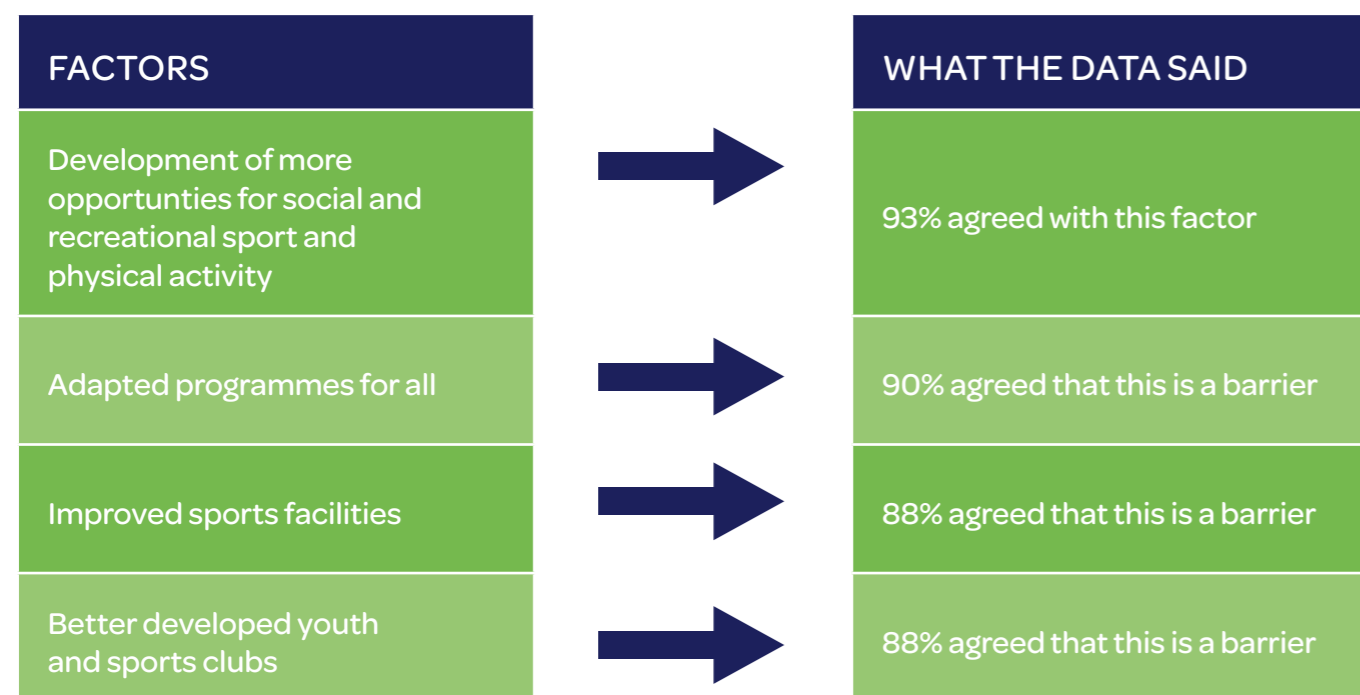 FACTORS
WHAT THE DATA SAID
Development of more
opportunties for social and
recreational sport and
physical activity
93% agreed with this factor
Adapted programmes for all
90% agreed that this is a barrier
Improved sports facilities
88% agreed that this is a barrier
Better developed youth
and sports clubs
88% agreed that this is a barrier